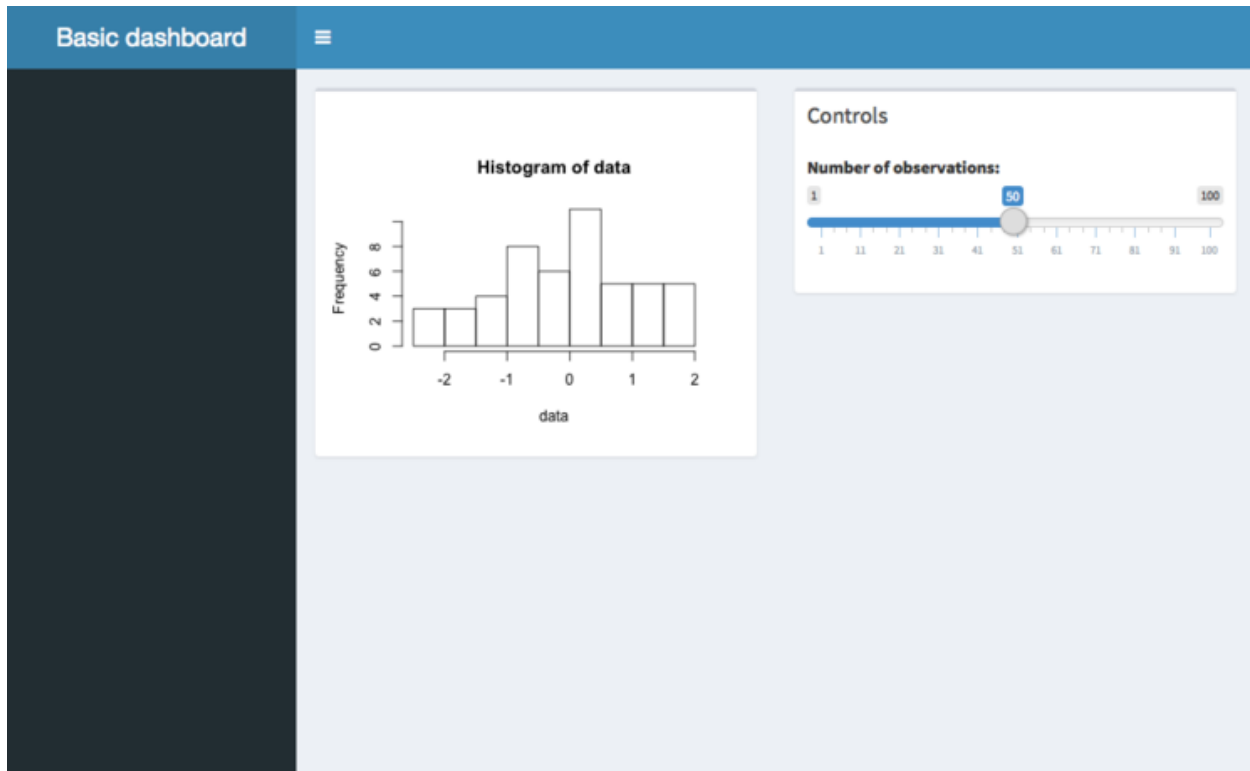 Basic dashboard
Histogram of data
Frequency
0 2 4 6 8
-2 -1 0 1 2
data
Controls
Number of observations:
1 50 100
1 11 21 31 41 51 61 71 81 91 100